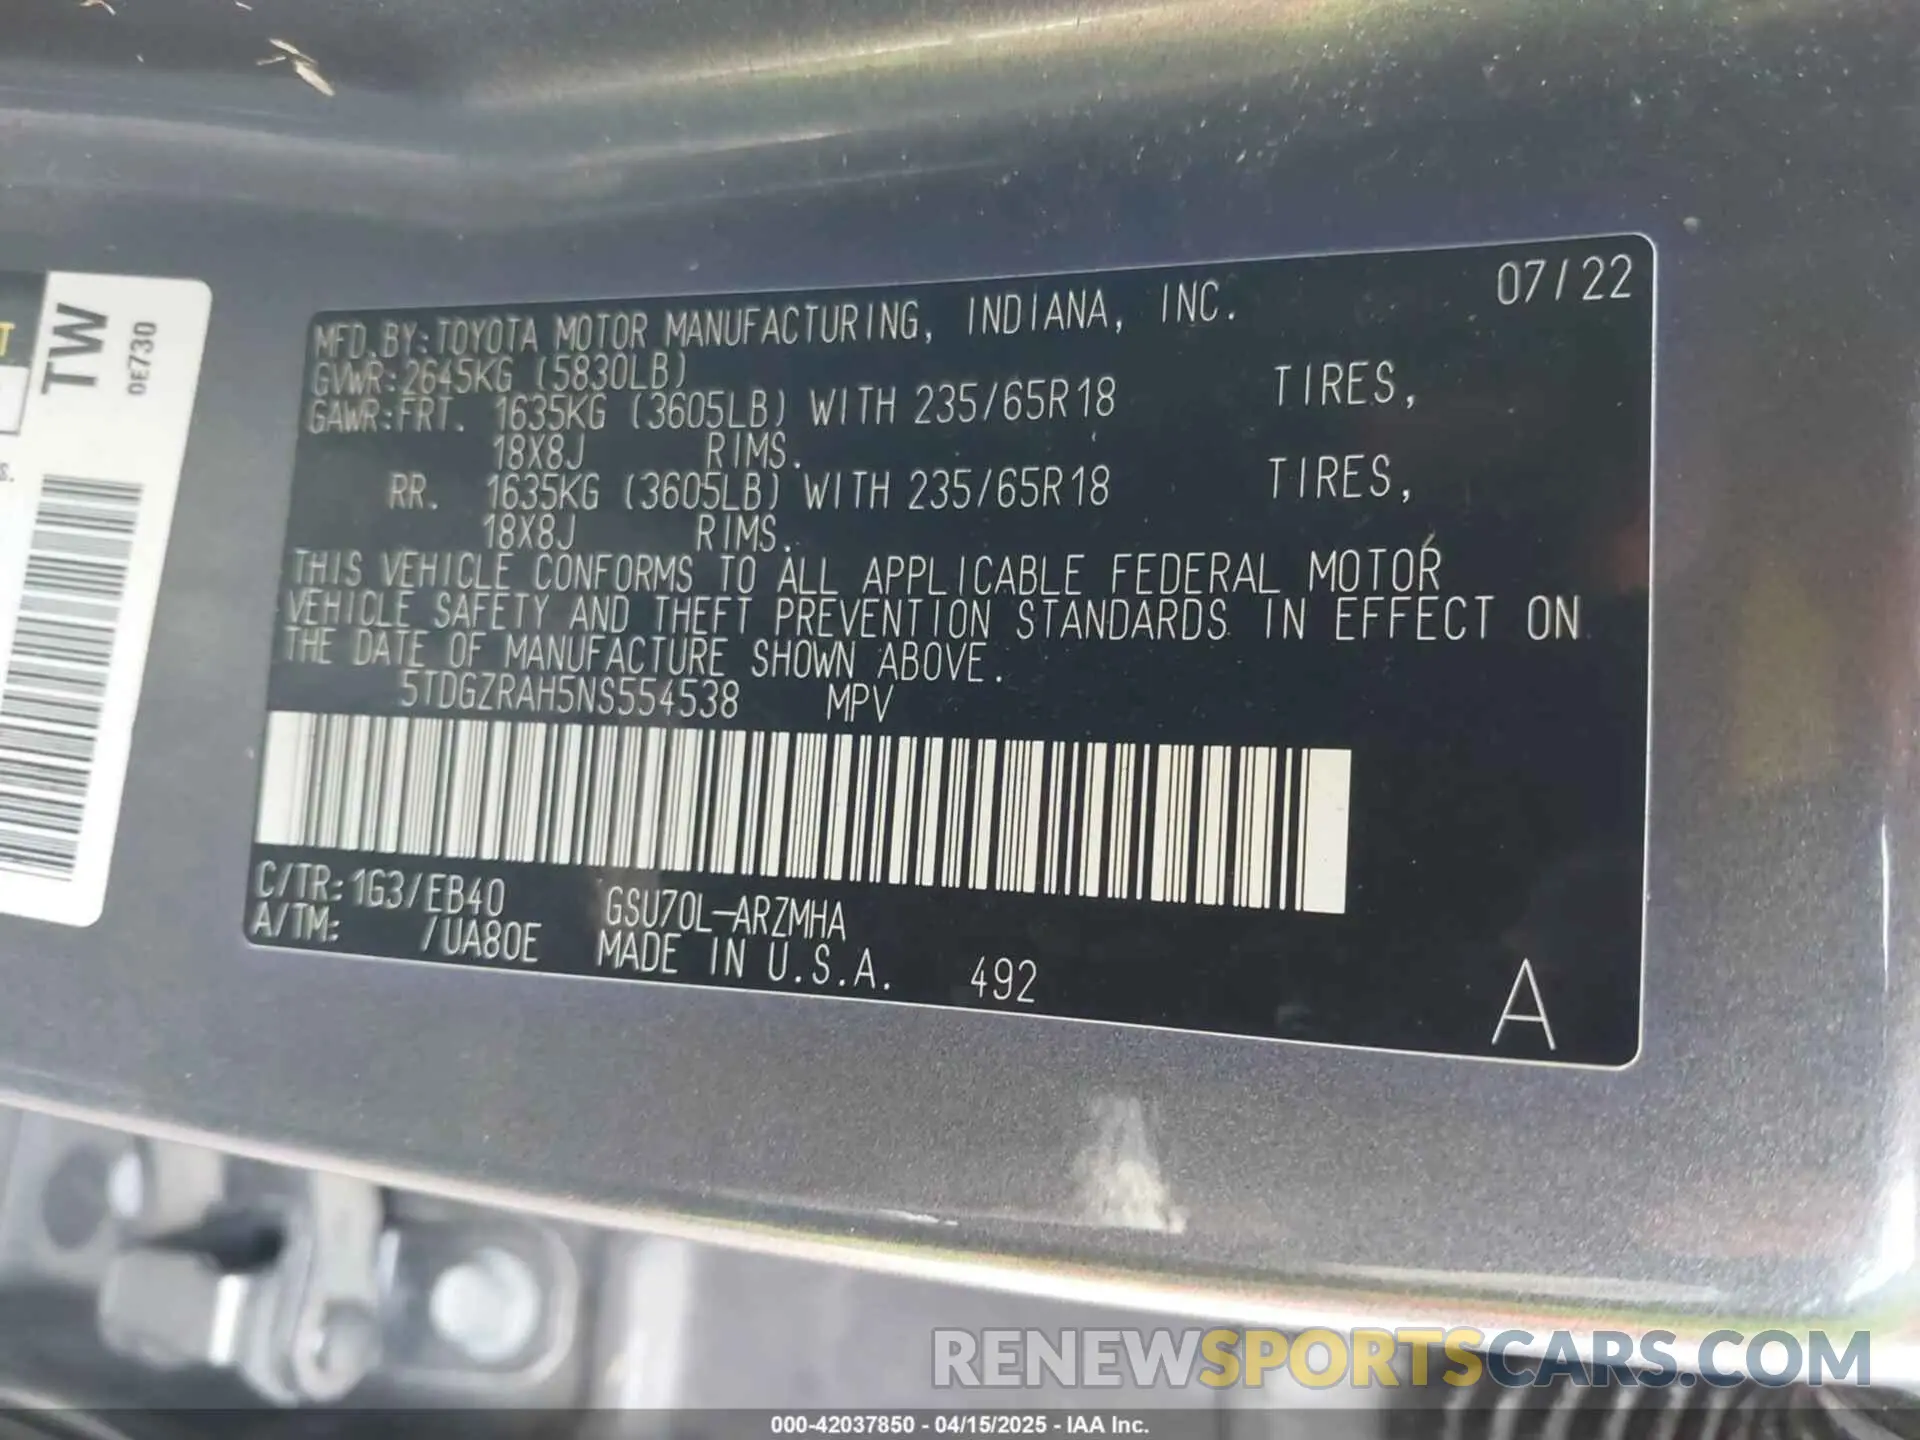 07/22
MFD.BY:TOYOTA MOTOR MANUFACTURING, INDIANA, INC.
GVWR:2645KG (5830LB)
GAWR:FRT. 1635KG (3605LB) WITH 235/65R18 TIRES,
18X8J RIMS.
RR. 1635KG (3605LB) WITH 235/65R18 TIRES,
18X8J RIMS.
THIS VEHICLE CONFORMS TO ALL APPLICABLE FEDERAL MOTOR
VEHICLE SAFETY AND THEFT PREVENTION STANDARDS IN EFFECT ON
THE DATE OF MANUFACTURE SHOWN ABOVE.
5TDGZRAH5NS554538 MPV
C/TR:1G3/EB40 GSU70L-ARZMHA
A/TM: /UA80E MADE IN U.S.A. 492
A
TW
0E730
RENEWSPORTSCARS.COM
000-42037850 - 04/15/2025 - IAA Inc.